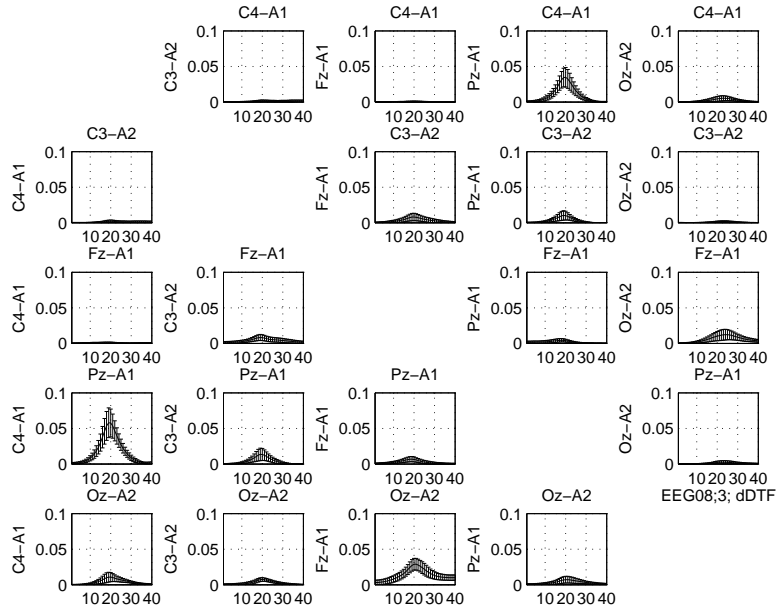 C4−A1 C4−A1 C4−A1 C4−A1
C3−A2 0.1 0.05 0 10 20 30 40
Fz−A1 0.1 0.05 0 10 20 30 40
Pz−A1 0.1 0.05 0 10 20 30 40
Oz−A2 0.1 0.05 0 10 20 30 40
C3−A2 C3−A2 C3−A2 C3−A2
C4−A1 0.1 0.05 0 10 20 30 40
Fz−A1 0.1 0.05 0 10 20 30 40
Pz−A1 0.1 0.05 0 10 20 30 40
Oz−A2 0.1 0.05 0 10 20 30 40
Fz−A1 Fz−A1 Fz−A1 Fz−A1
C4−A1 0.1 0.05 0 10 20 30 40
C3−A2 0.1 0.05 0 10 20 30 40
Pz−A1 0.1 0.05 0 10 20 30 40
Oz−A2 0.1 0.05 0 10 20 30 40
Pz−A1 Pz−A1 Pz−A1 Pz−A1
C4−A1 0.1 0.05 0 10 20 30 40
C3−A2 0.1 0.05 0 10 20 30 40
Fz−A1 0.1 0.05 0 10 20 30 40
Oz−A2 0.1 0.05 0 10 20 30 40
Oz−A2 Oz−A2 Oz−A2 Oz−A2 EEG08;3; dDTF
C4−A1 0.1 0.05 0 10 20 30 40
C3−A2 0.1 0.05 0 10 20 30 40
Fz−A1 0.1 0.05 0 10 20 30 40
Pz−A1 0.1 0.05 0 10 20 30 40